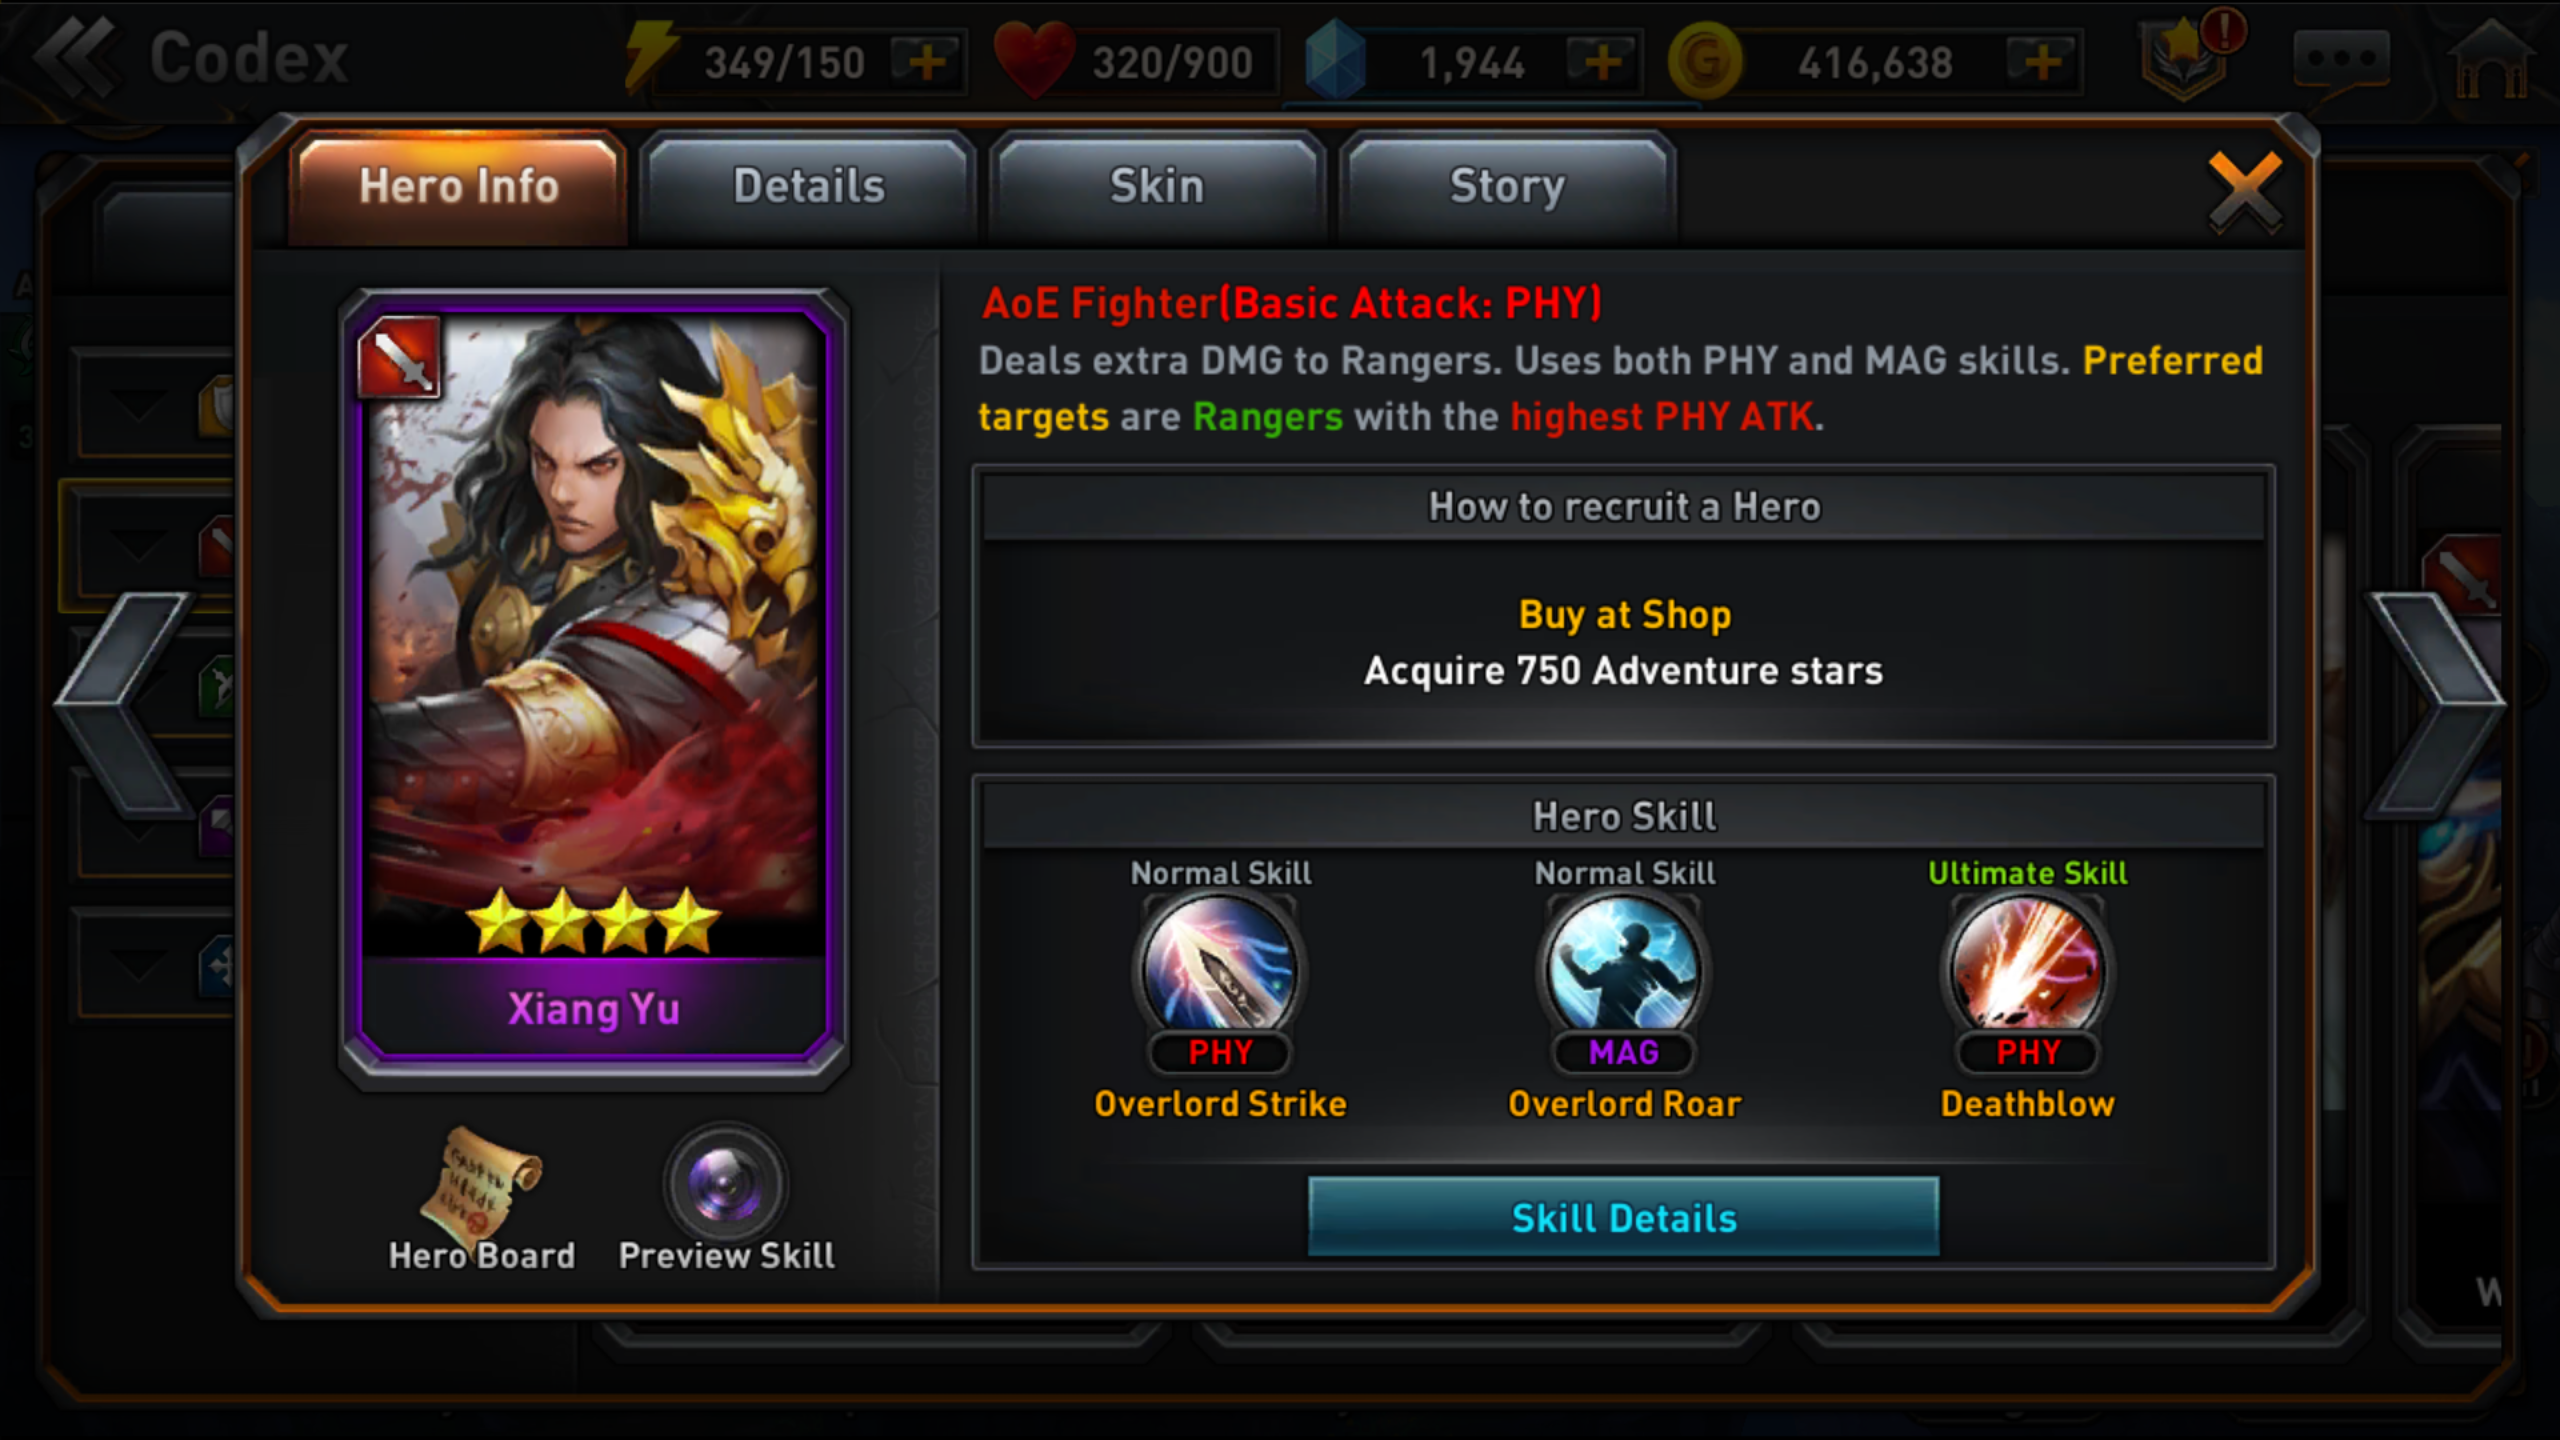 Codex
349/150
320/900
1,944
416,638
Hero Info
Details
Skin
Story
AoE Fighter(Basic Attack: PHY)
Deals extra DMG to Rangers. Uses both PHY and MAG skills. Preferred
targets are Rangers with the highest PHY ATK.
How to recruit a Hero
Buy at Shop
Acquire 750 Adventure stars
Hero Skill
Normal Skill
Normal Skill
Ultimate Skill
PHY
MAG
PHY
Overlord Strike
Overlord Roar
Deathblow
Skill Details
Xiang Yu
Hero Board
Preview Skill